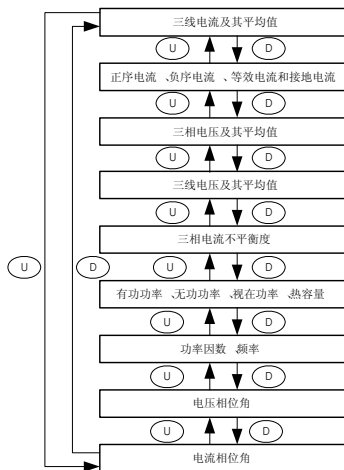 三线电流及其平均值
U D
正序电流、负序电流、等效电流和接地电流
U D
三相电压及其平均值
U D
三线电压及其平均值
U D
三相电流不平衡度
U D U D
有功功率、无功功率、视在功率、热容量
U D
功率因数、频率
U D
电压相位角
U D
电流相位角